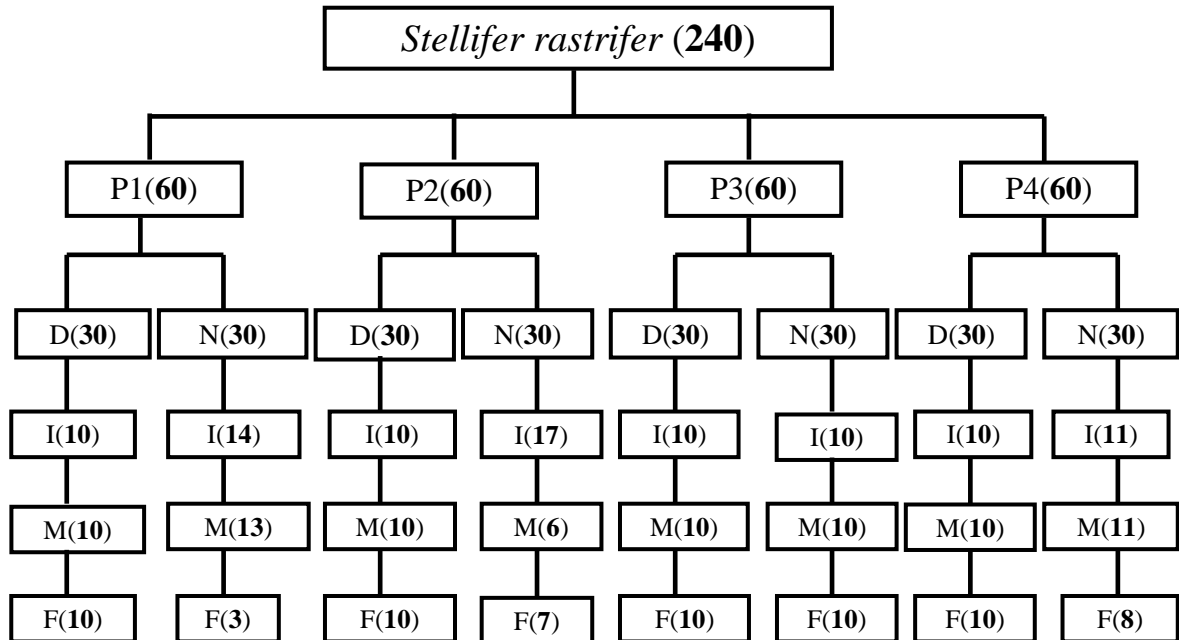 Stellifer rastrifer (240)
P1(60) P2(60) P3(60) P4(60)
D(30) N(30) D(30) N(30) D(30) N(30) D(30) N(30)
I(10) I(14) I(10) I(17) I(10) I(10) I(10) I(11)
M(10) M(13) M(10) M(6) M(10) M(10) M(10) M(11)
F(10) F(3) F(10) F(7) F(10) F(10) F(10) F(8)